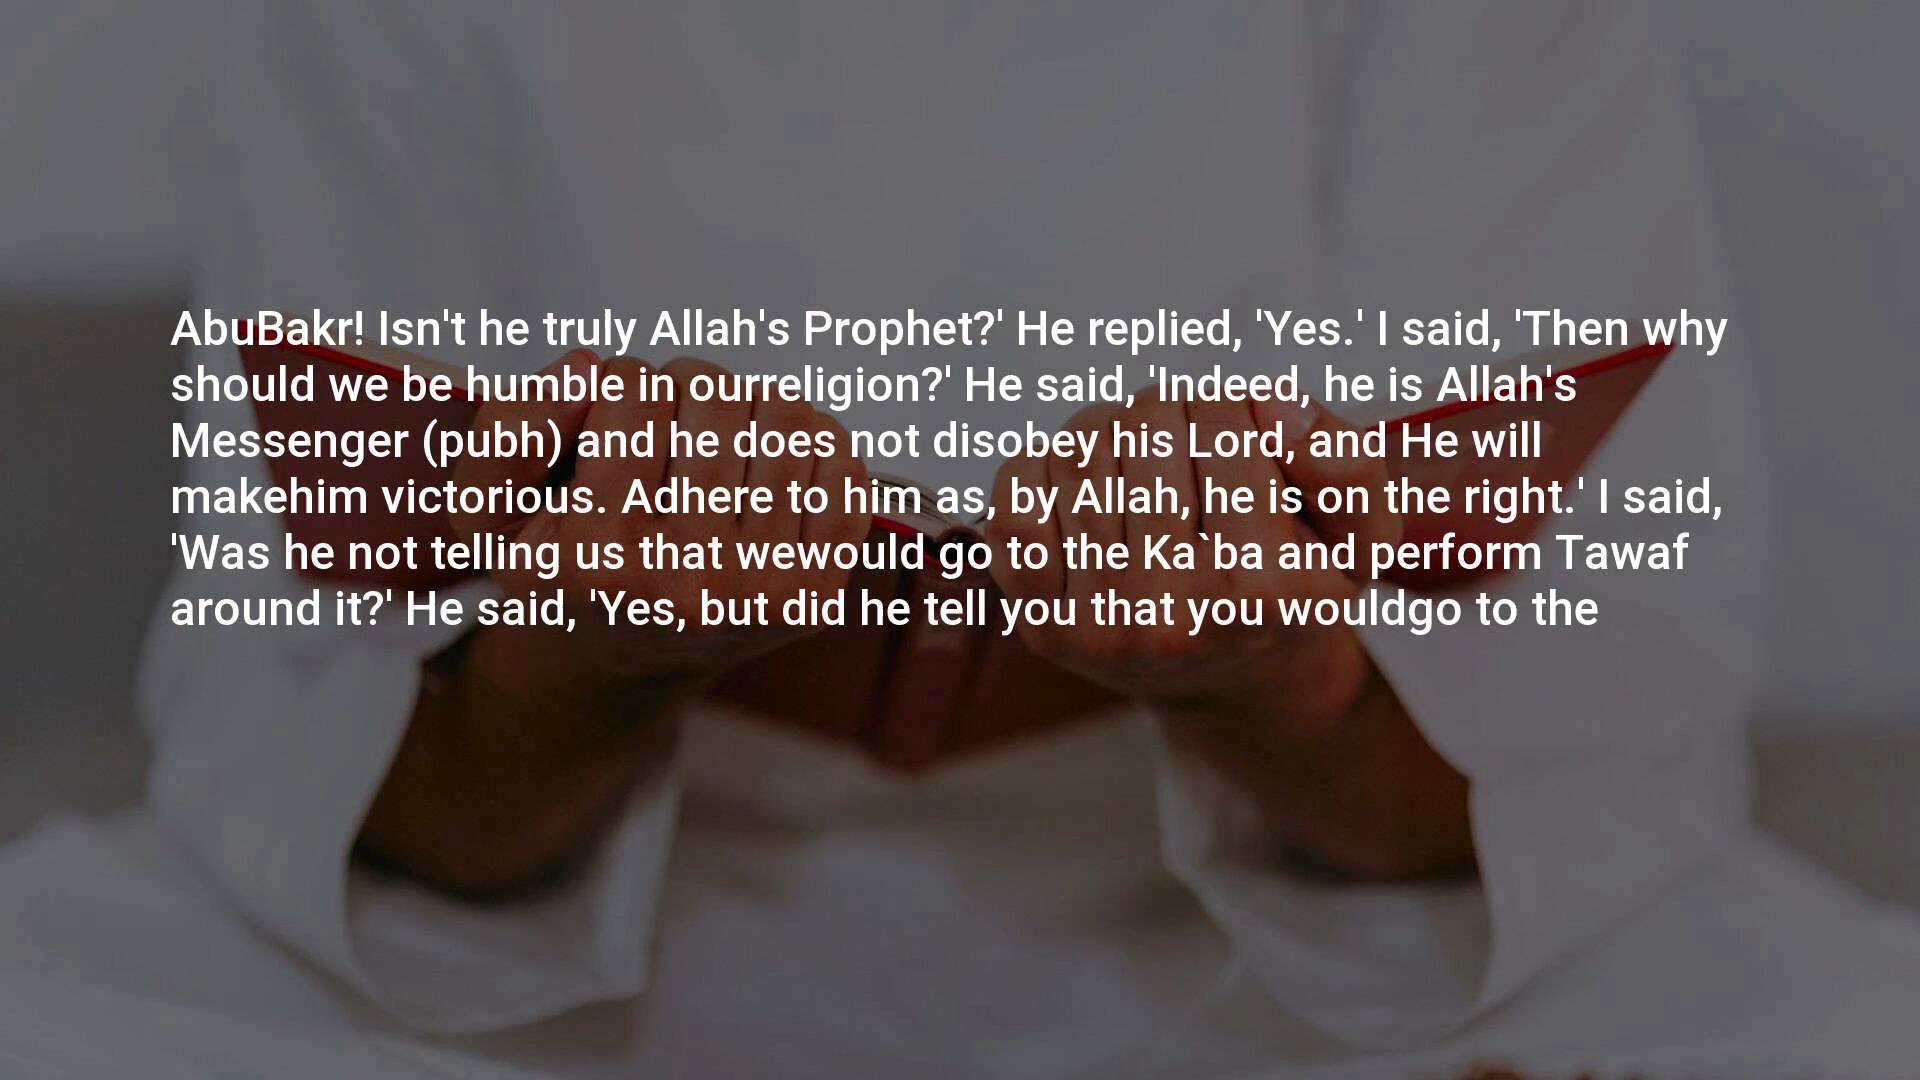 AbuBakr! Isn't he truly Allah's Prophet?' He replied, 'Yes.' I said, 'Then why
should we be humble in ourreligion?' He said, 'Indeed, he is Allah's
Messenger (pubh) and he does not disobey his Lord, and He will
makehim victorious. Adhere to him as, by Allah, he is on the right.' I said,
'Was he not telling us that wewould go to the Ka`ba and perform Tawaf
around it?' He said, 'Yes, but did he tell you that you wouldgo to the